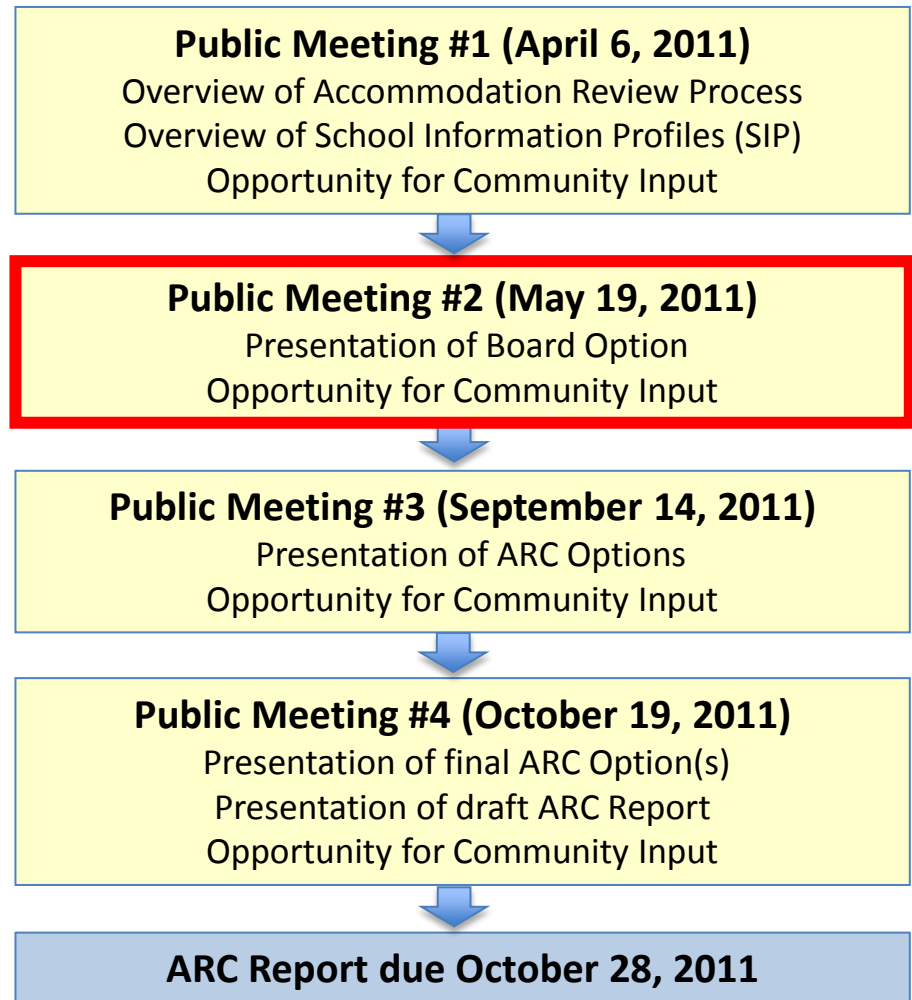 Public Meeting #1 (April 6, 2011)
Overview of Accommodation Review Process
Overview of School Information Profiles (SIP)
Opportunity for Community Input
Public Meeting #2 (May 19, 2011)
Presentation of Board Option
Opportunity for Community Input
Public Meeting #3 (September 14, 2011)
Presentation of ARC Options
Opportunity for Community Input
Public Meeting #4 (October 19, 2011)
Presentation of final ARC Option(s)
Presentation of draft ARC Report
Opportunity for Community Input
ARC Report due October 28, 2011